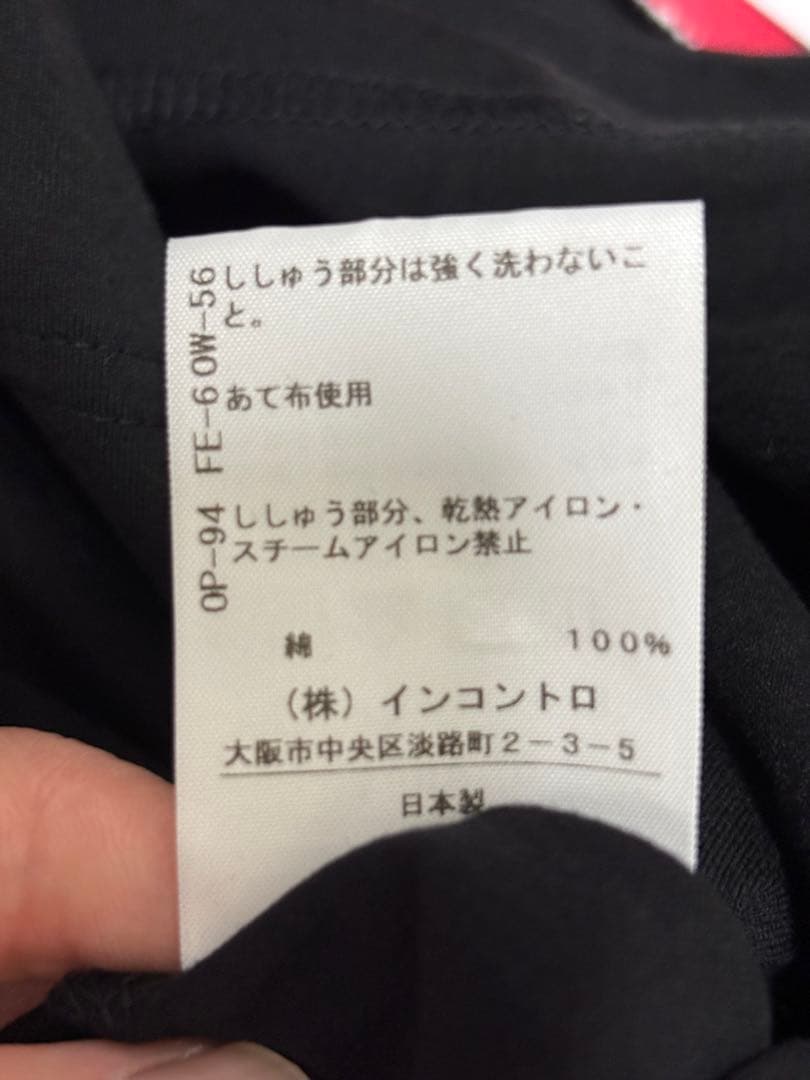 ししゅう部分は強く洗わないこ
と。
あて布使用
ししゅう部分、乾熱アイロン・
スチームアイロン禁止
綿 100%
(株)インコントロ
大阪市中央区淡路町2-3-5
日本製
OP-94 FE-6 OW-56